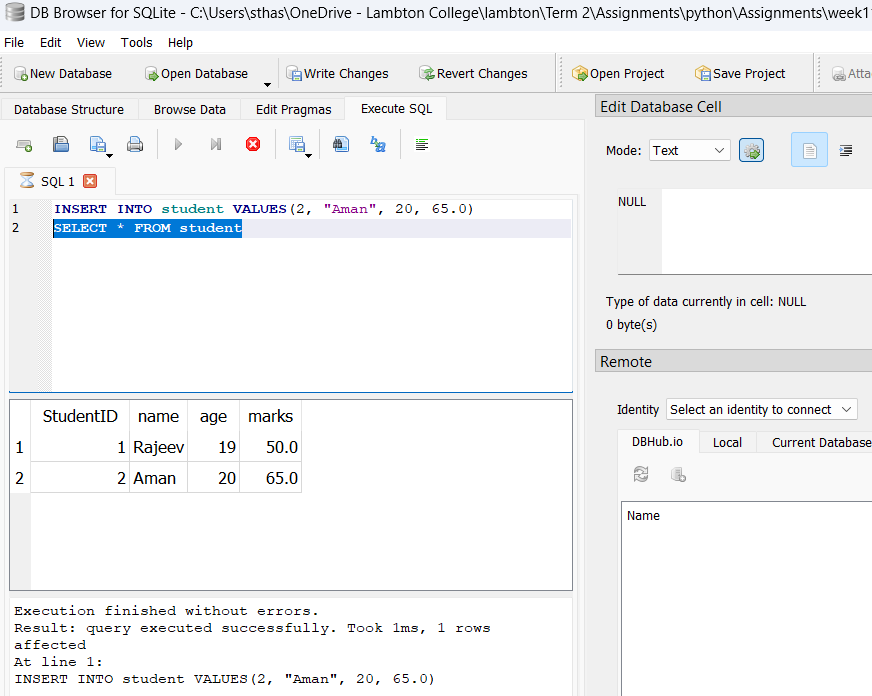 DB Browser for SQLite - C:\Users\sthas\OneDrive - Lambton College\lambton\Term 2\Assignments\python\Assignments\week1
File Edit View Tools Help
New Database Open Database Write Changes Revert Changes Open Project Save Project Atta
Database Structure Browse Data Edit Pragmas Execute SQL
SQL 1
1 INSERT INTO student VALUES(2, "Aman", 20, 65.0)
2 SELECT * FROM student
StudentID name age marks
1 1 Rajeev 19 50.0
2 2 Aman 20 65.0
Execution finished without errors.
Result: query executed successfully. Took 1ms, 1 rows
affected
At line 1:
INSERT INTO student VALUES(2, "Aman", 20, 65.0)
Edit Database Cell
Mode: Text
NULL
Type of data currently in cell: NULL
0 byte(s)
Remote
Identity Select an identity to connect
DBHub.io Local Current Database
Name